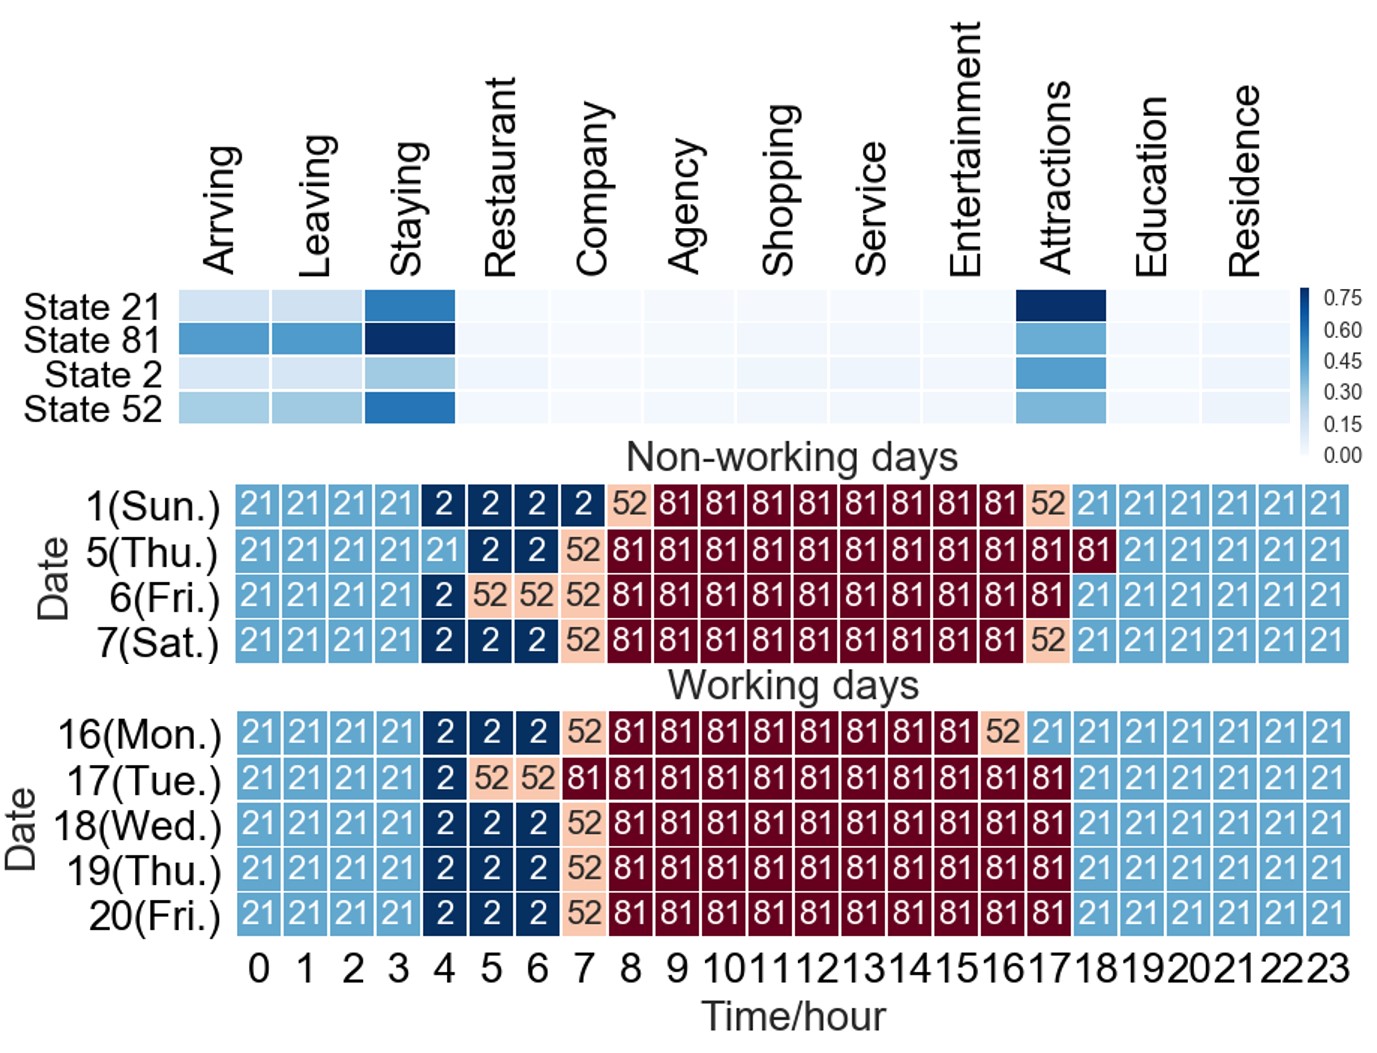 Arrving Leaving Staying Restaurant Company Agency Shopping Service Entertainment Attractions Education Residence
State 21
State 81
State 2
State 52
0.75
0.60
0.45
0.30
0.15
0.00
Non-working days
Date
1(Sun.) 21 21 21 21 2 2 2 2 52 81 81 81 81 81 81 81 81 52 21 21 21 21 21 21
5(Thu.) 21 21 21 21 21 2 2 52 81 81 81 81 81 81 81 81 81 81 81 21 21 21 21 21
6(Fri.) 21 21 21 21 2 52 52 52 81 81 81 81 81 81 81 81 81 81 21 21 21 21 21 21
7(Sat.) 21 21 21 21 2 2 2 52 81 81 81 81 81 81 81 81 81 52 21 21 21 21 21 21
Working days
Date
16(Mon.) 21 21 21 21 2 2 2 52 81 81 81 81 81 81 81 81 52 21 21 21 21 21 21 21
17(Tue.) 21 21 21 21 2 52 52 81 81 81 81 81 81 81 81 81 81 81 21 21 21 21 21 21
18(Wed.) 21 21 21 21 2 2 2 52 81 81 81 81 81 81 81 81 81 81 21 21 21 21 21 21
19(Thu.) 21 21 21 21 2 2 2 52 81 81 81 81 81 81 81 81 81 81 21 21 21 21 21 21
20(Fri.) 21 21 21 21 2 2 2 52 81 81 81 81 81 81 81 81 81 81 21 21 21 21 21 21
0 1 2 3 4 5 6 7 8 9 10 11 12 13 14 15 16 17 18 19 20 21 22 23
Time/hour